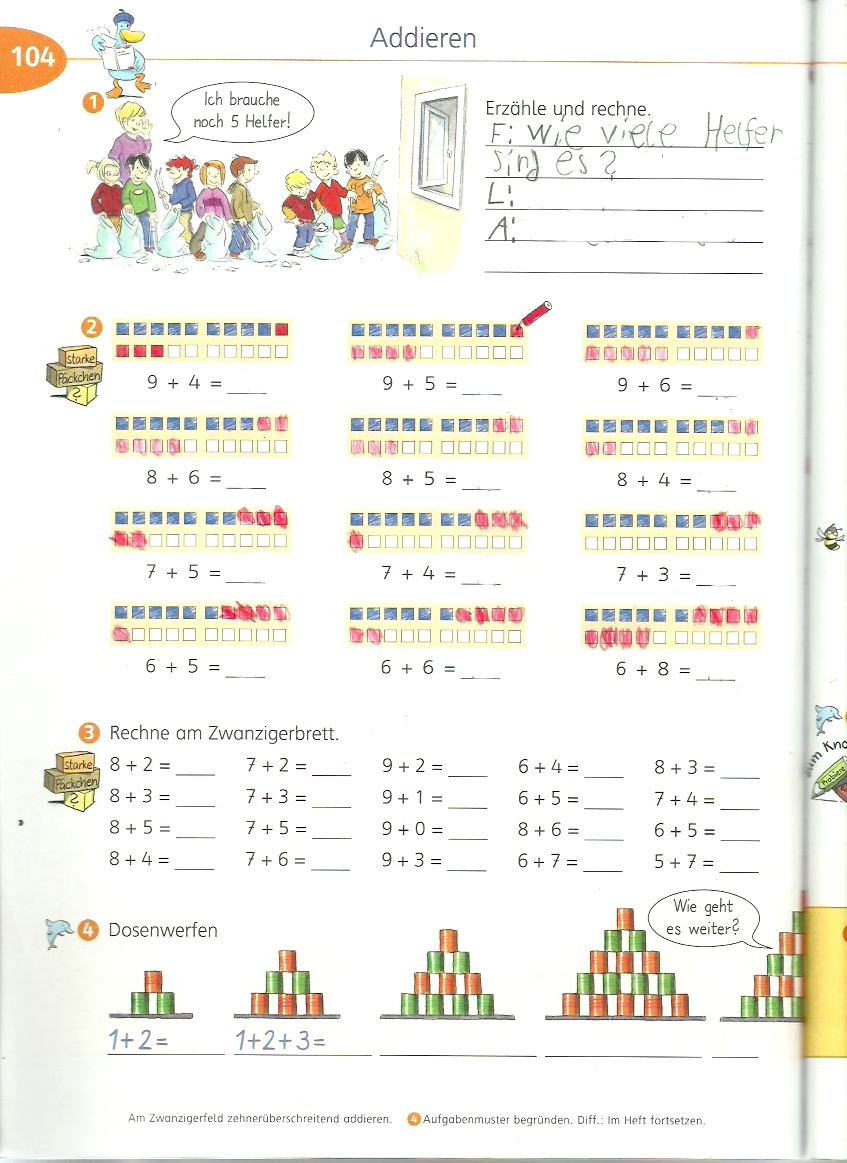 104
Addieren
1
Ich brauche
noch 5 Helfer!
Erzähle und rechne.
F: Wie viele Helfer
sind es?
L:
A:
2
Starke
Päckchen
?
9 + 4 = ___
9 + 5 = ___
9 + 6 = ___
8 + 6 = ___
8 + 5 = ___
8 + 4 = ___
7 + 5 = ___
7 + 4 = ___
7 + 3 = ___
6 + 5 = ___
6 + 6 = ___
6 + 8 = ___
3 Rechne am Zwanzigerbrett.
Starke
Päckchen
?
8 + 2 = ___ 7 + 2 = ___ 9 + 2 = ___ 6 + 4 = ___ 8 + 3 = ___
8 + 3 = ___ 7 + 3 = ___ 9 + 1 = ___ 6 + 5 = ___ 7 + 4 = ___
8 + 5 = ___ 7 + 5 = ___ 9 + 0 = ___ 8 + 6 = ___ 6 + 5 = ___
8 + 4 = ___ 7 + 6 = ___ 9 + 3 = ___ 6 + 7 = ___ 5 + 7 = ___
4 Dosenwerfen
Wie geht
es weiter?
1+2=
1+2+3=
Am Zwanzigerfeld zehnerüberschreitend addieren. 4 Aufgabenmuster begründen. Diff.: Im Heft fortsetzen.